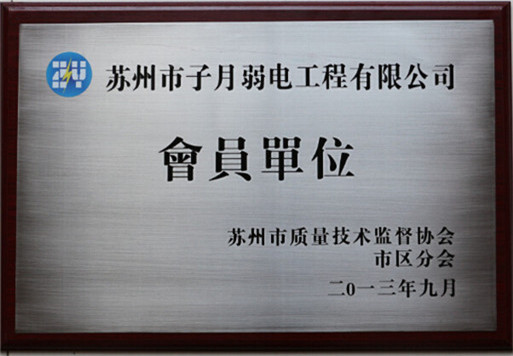 苏州市子月弱电工程有限公司
會員單位
苏州市质量技术监督协会
市区分会
二0一三年九月